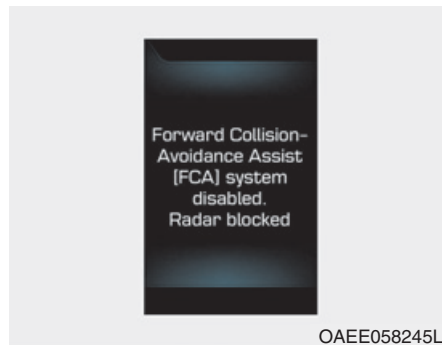 Forward Collision-
Avoidance Assist
[FCA] system
disabled.
Radar blocked
OAEE058245L